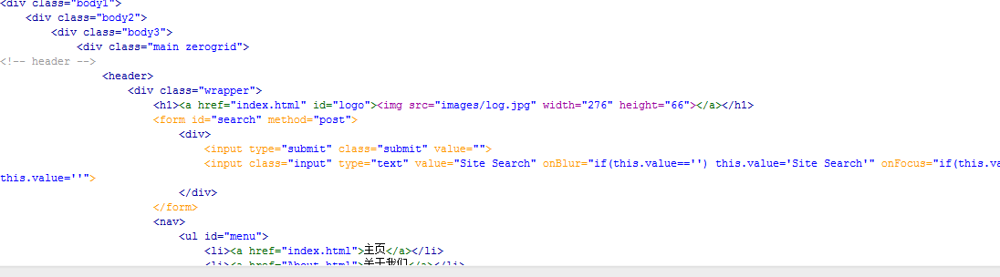 <div class="body1">
<div class="body2">
<div class="body3">
<div class="main zerogrid">
<!-- header -->
<header>
<div class="wrapper">
<h1><a href="index.html" id="logo"><img src="images/log.jpg" width="276" height="66"></a></h1>
<form id="search" method="post">
<div>
<input type="submit" class="submit" value="">
<input class="input" type="text" value="Site Search" onBlur="if(this.value=='') this.value='Site Search'" onFocus="if(this.va
this.value=''">
</div>
</form>
<nav>
<ul id="menu">
<li><a href="index.html">主页</a></li>
<li><a href="About.html">关于我们</a></li>